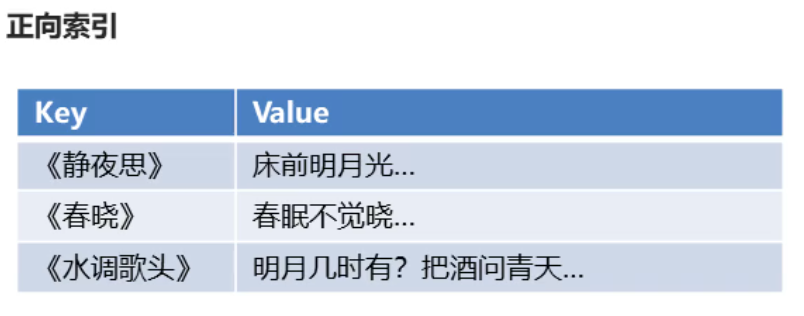 正向索引
Key Value
《静夜思》 床前明月光...
《春晓》 春眠不觉晓...
《水调歌头》 明月几时有？把酒问青天...